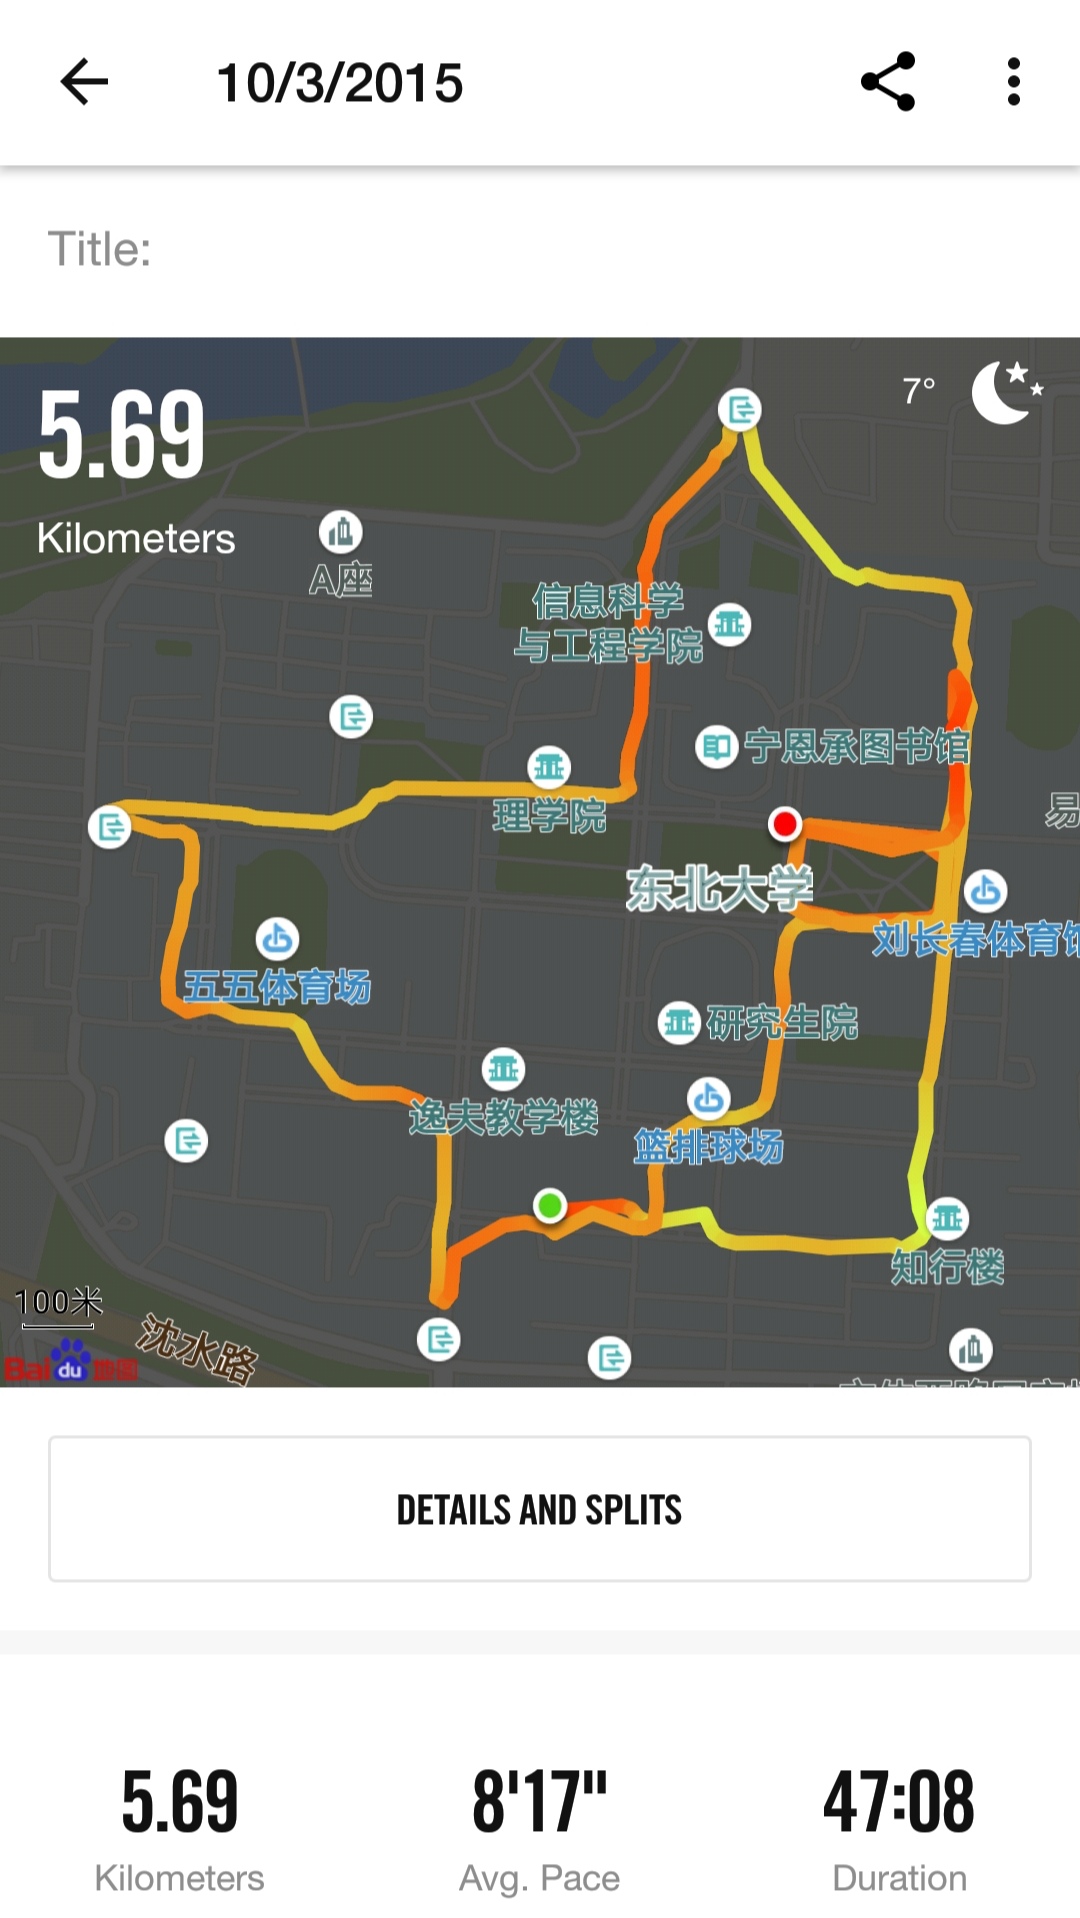 10/3/2015
Title:
5.69
Kilometers
7°
A座
信息科学
与工程学院
宁恩承图书馆
理学院
易
东北大学
刘长春体育馆
五五体育场
研究生院
逸夫教学楼
篮排球场
知行楼
100米
沈水路
Bai du 地图
DETAILS AND SPLITS
5.69
8'17"
47:08
Kilometers
Avg. Pace
Duration